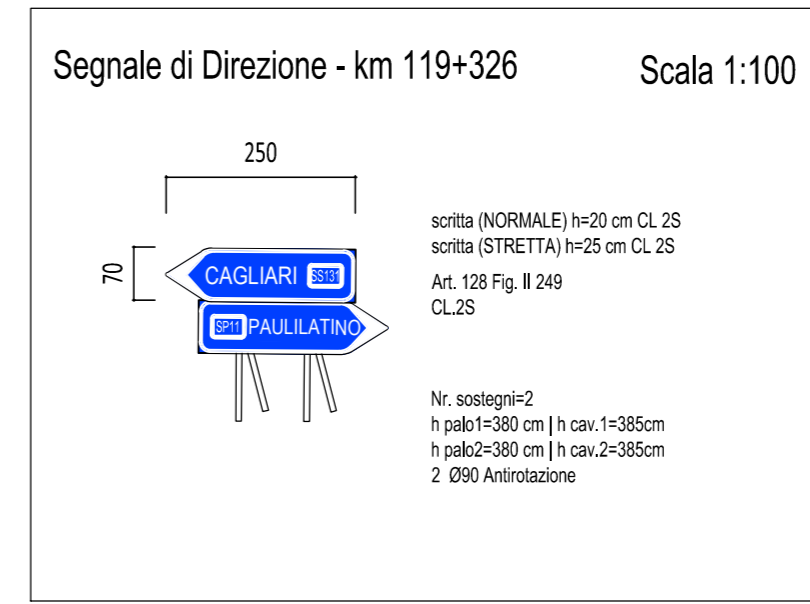 Segnale di Direzione - km 119+326
Scala 1:100
250
70
CAGLIARI SS131
SP11 PAULILATINO
scritta (NORMALE) h=20 cm CL 2S
scritta (STRETTA) h=25 cm CL 2S
Art. 128 Fig. II 249
CL.2S
Nr. sostegni=2
h palo1=380 cm | h cav.1=385cm
h palo2=380 cm | h cav.2=385cm
2 Ø90 Antirotazione